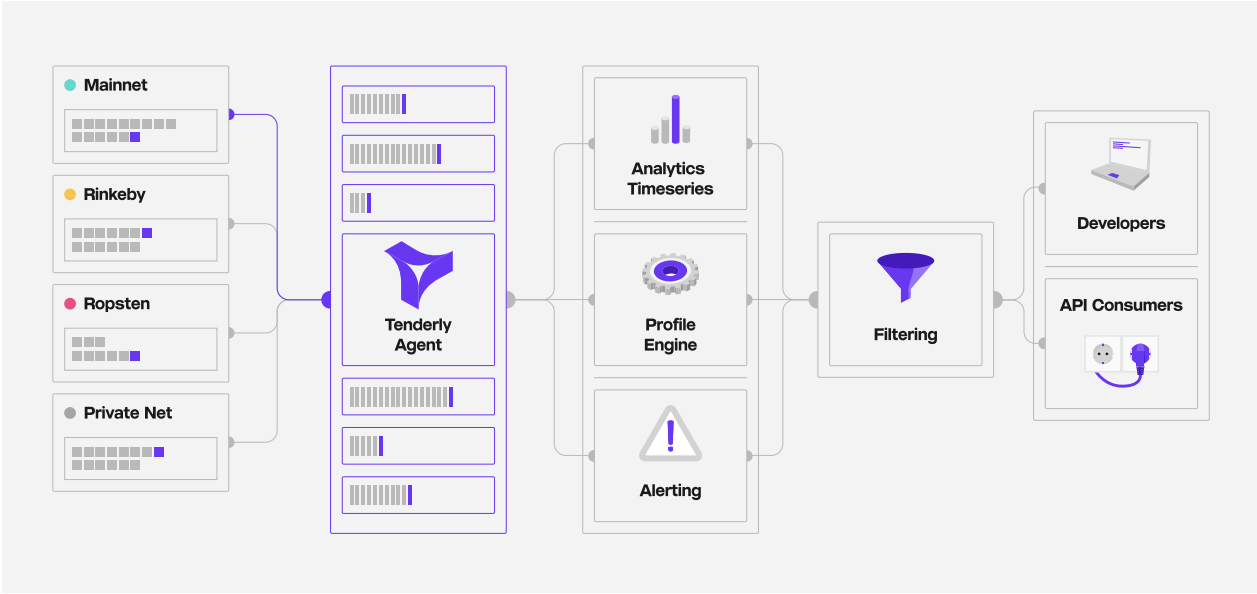 Mainnet
Rinkeby
Ropsten
Private Net
Tenderly
Agent
Analytics
Timeseries
Profile
Engine
Alerting
Filtering
Developers
API Consumers